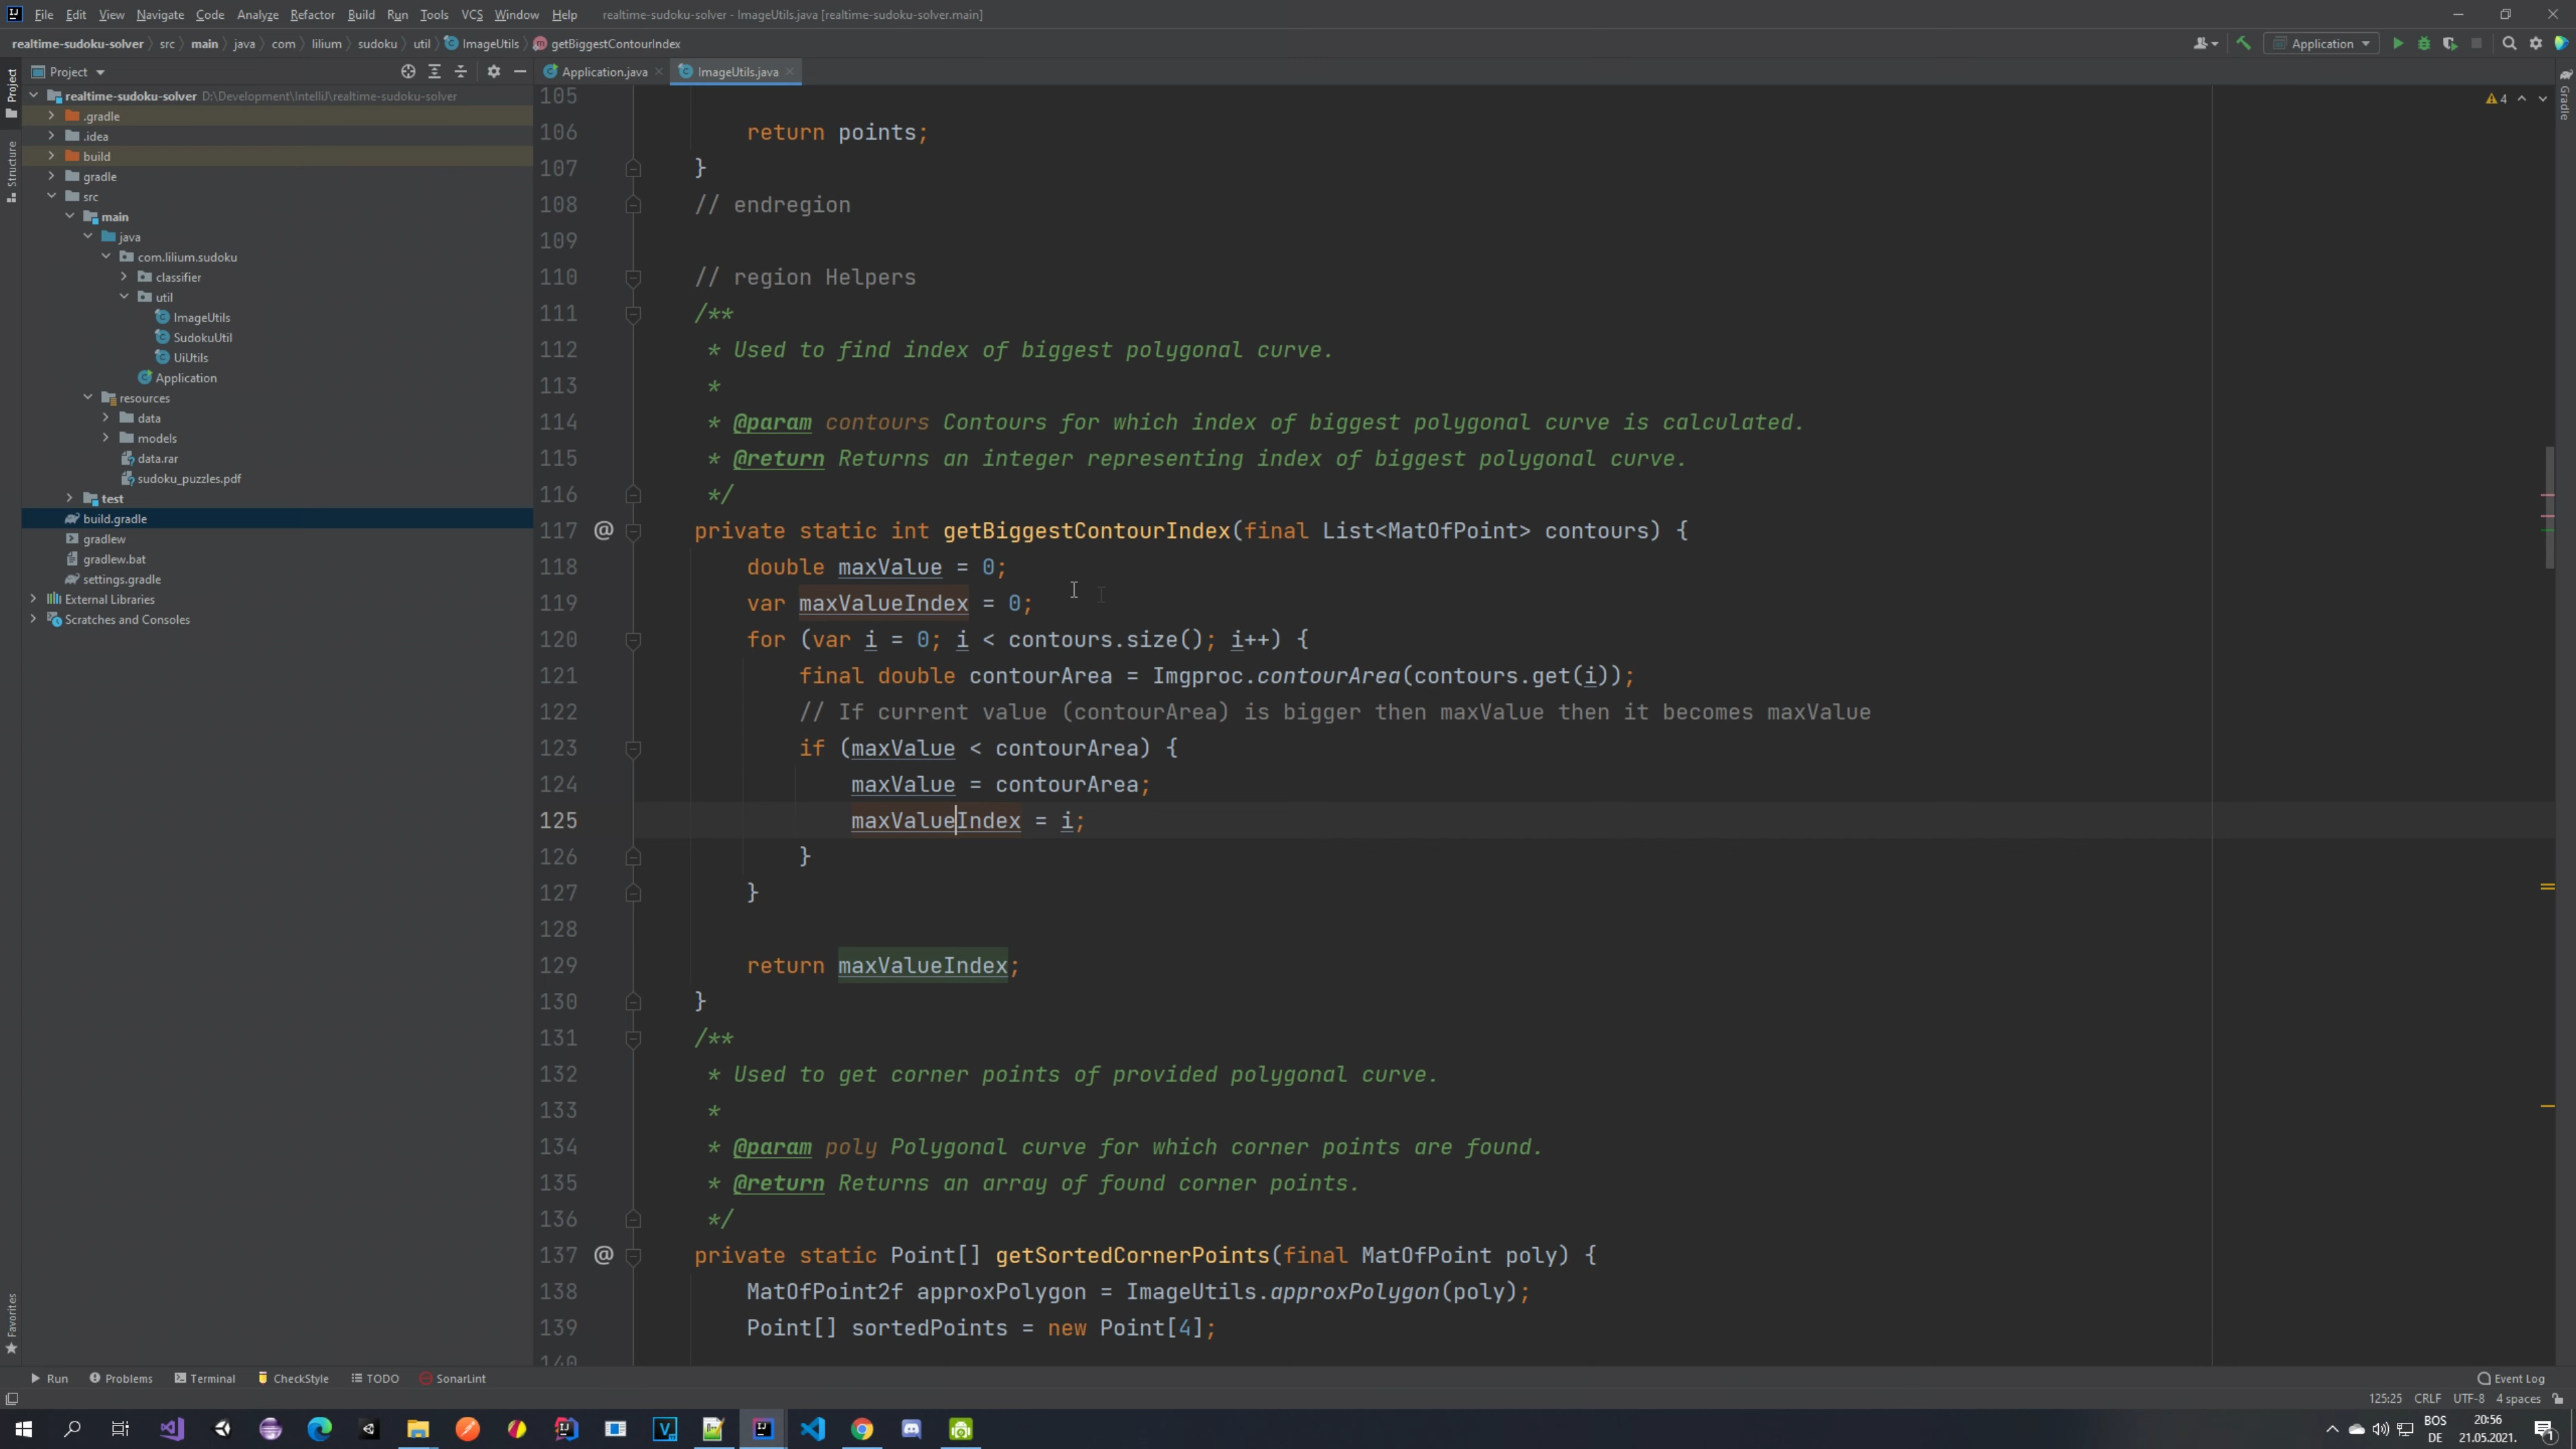 File Edit View Navigate Code Analyze Refactor Build Run Tools VCS Window Help realtime-sudoku-solver - ImageUtils.java [realtime-sudoku-solver.main]
realtime-sudoku-solver src main java com lilium sudoku util ImageUtils getBiggestContourIndex
Application
Project
Application.java ImageUtils.java
Project
Structure
Favorites
Gradle
4
realtime-sudoku-solver D:\Development\IntelliJ\realtime-sudoku-solver
.gradle
.idea
build
gradle
src
main
java
com.lilium.sudoku
classifier
util
ImageUtils
SudokuUtil
UiUtils
Application
resources
data
models
data.rar
sudoku_puzzles.pdf
test
build.gradle
gradlew
gradlew.bat
settings.gradle
External Libraries
Scratches and Consoles
105
106 return points;
107 }
108 // endregion
109
110 // region Helpers
111 /**
112 * Used to find index of biggest polygonal curve.
113 *
114 * @param contours Contours for which index of biggest polygonal curve is calculated.
115 * @return Returns an integer representing index of biggest polygonal curve.
116 */
117 @ private static int getBiggestContourIndex(final List<MatOfPoint> contours) {
118 double maxValue = 0;
119 var maxValueIndex = 0;
120 for (var i = 0; i < contours.size(); i++) {
121 final double contourArea = Imgproc.contourArea(contours.get(i));
122 // If current value (contourArea) is bigger then maxValue then it becomes maxValue
123 if (maxValue < contourArea) {
124 maxValue = contourArea;
125 maxValueIndex = i;
126 }
127 }
128
129 return maxValueIndex;
130 }
131 /**
132 * Used to get corner points of provided polygonal curve.
133 *
134 * @param poly Polygonal curve for which corner points are found.
135 * @return Returns an array of found corner points.
136 */
137 @ private static Point[] getSortedCornerPoints(final MatOfPoint poly) {
138 MatOfPoint2f approxPolygon = ImageUtils.approxPolygon(poly);
139 Point[] sortedPoints = new Point[4];
140
Run Problems Terminal CheckStyle TODO SonarLint Event Log
125:25 CRLF UTF-8 4 spaces
BOS 20:56
DE 21.05.2021. 1